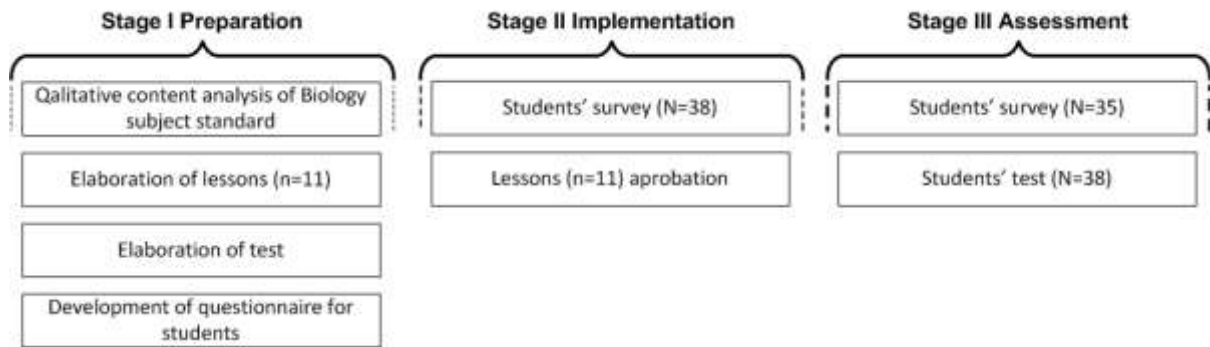 Stage I Preparation
Qalitative content analysis of Biology
subject standard
Elaboration of lessons (n=11)
Elaboration of test
Development of questionnaire for
students
Stage II Implementation
Students’ survey (N=38)
Lessons (n=11) aprobation
Stage III Assessment
Students’ survey (N=35)
Students’ test (N=38)